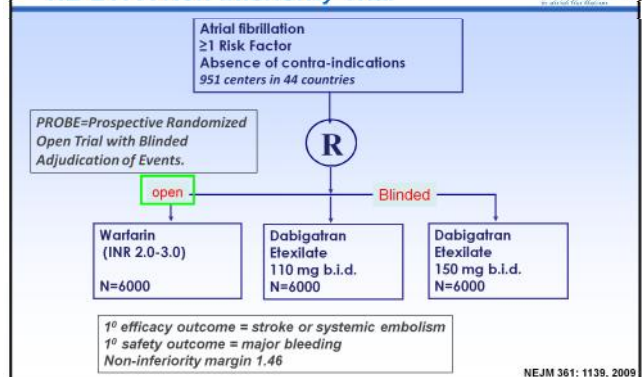 in atrial fibrillation
Atrial fibrillation
≥1 Risk Factor
Absence of contra-indications
951 centers in 44 countries
PROBE=Prospective Randomized
Open Trial with Blinded
Adjudication of Events.
R
open
Blinded
Warfarin
(INR 2.0-3.0)
N=6000
Dabigatran
Etexilate
110 mg b.i.d.
N=6000
Dabigatran
Etexilate
150 mg b.i.d.
N=6000
1⁰ efficacy outcome = stroke or systemic embolism
1⁰ safety outcome = major bleeding
Non-inferiority margin 1.46
NEJM 361: 1139, 2009